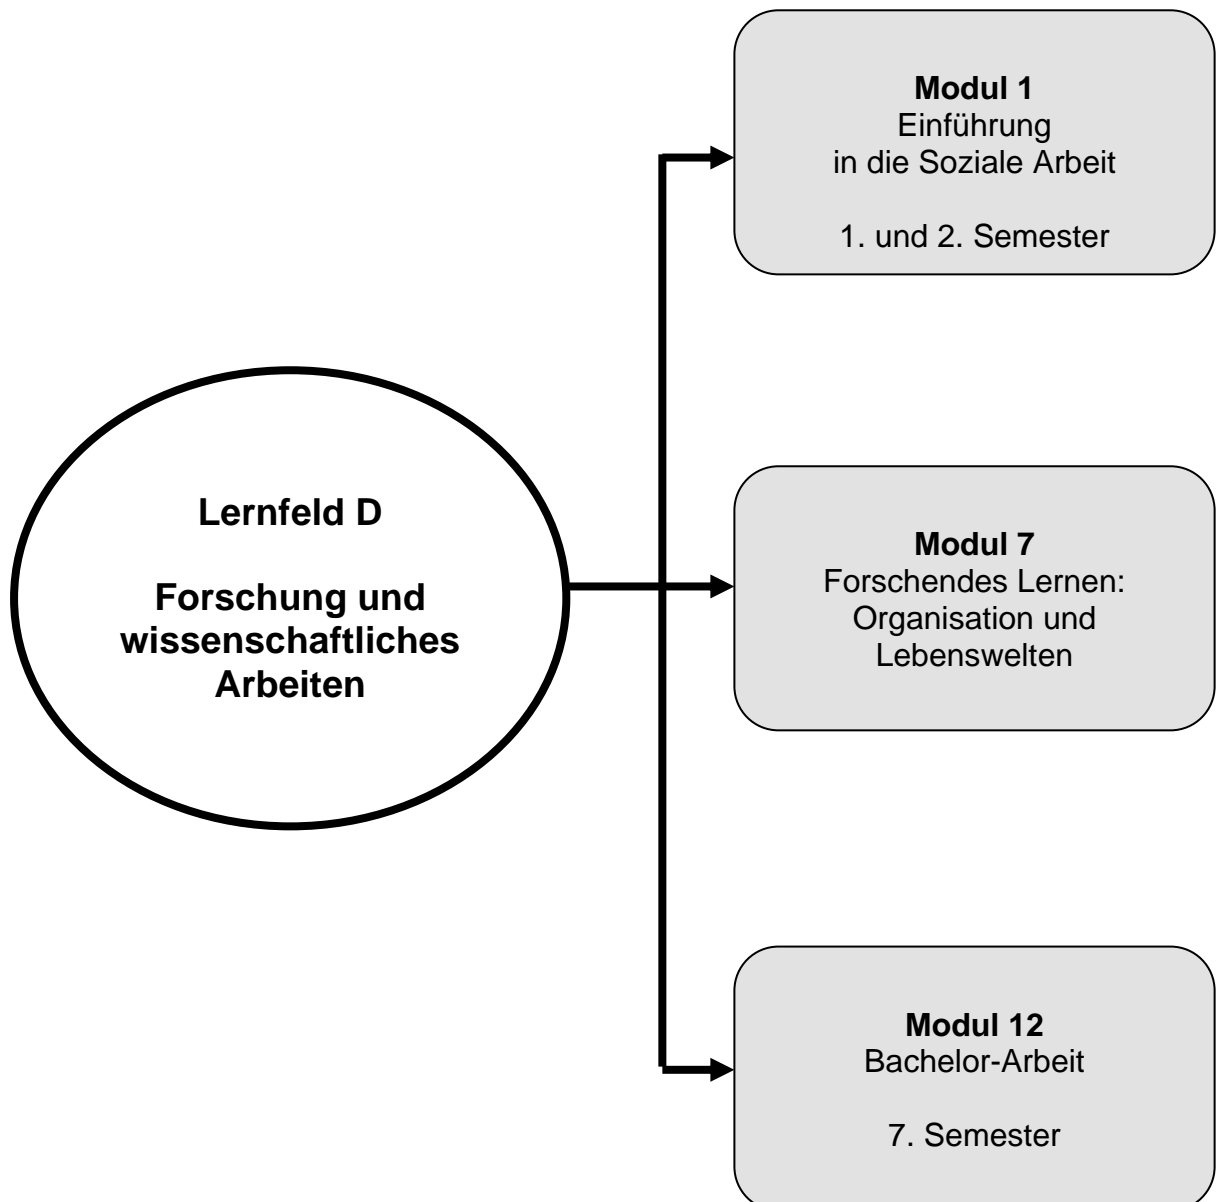 Modul 1
Einführung
in die Soziale Arbeit
1. und 2. Semester
Lernfeld D
Forschung und
wissenschaftliches
Arbeiten
Modul 7
Forschendes Lernen:
Organisation und
Lebenswelten
Modul 12
Bachelor-Arbeit
7. Semester